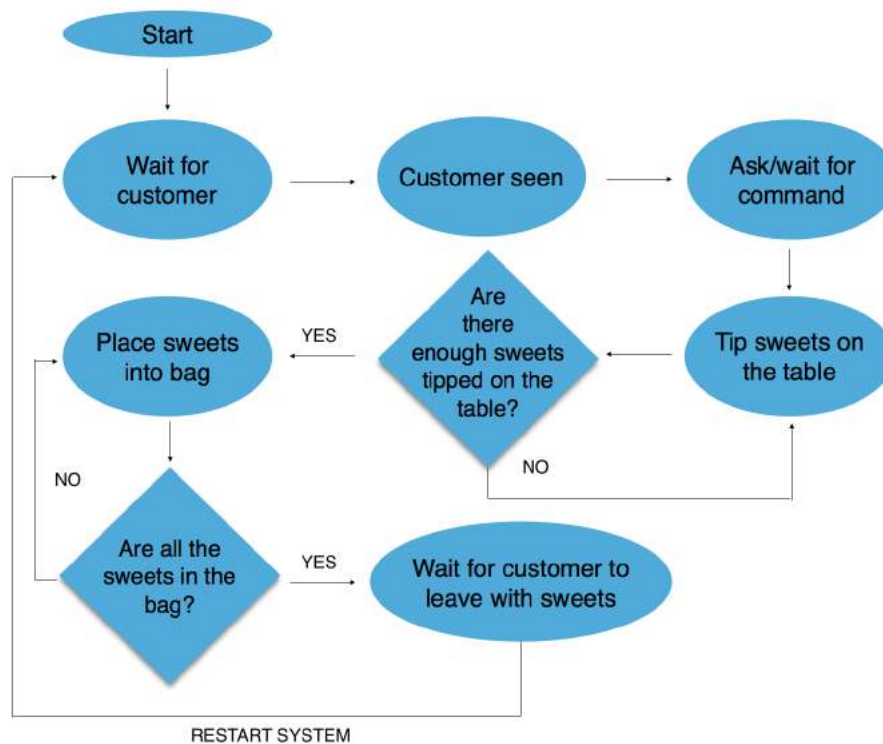 Start
Wait for
customer
Customer seen
Ask/wait for
command
Tip sweets on
the table
Are
there
enough sweets
tipped on the
table?
YES
NO
Place sweets
into bag
NO
Are all the
sweets in the
bag?
YES
Wait for customer to
leave with sweets
RESTART SYSTEM